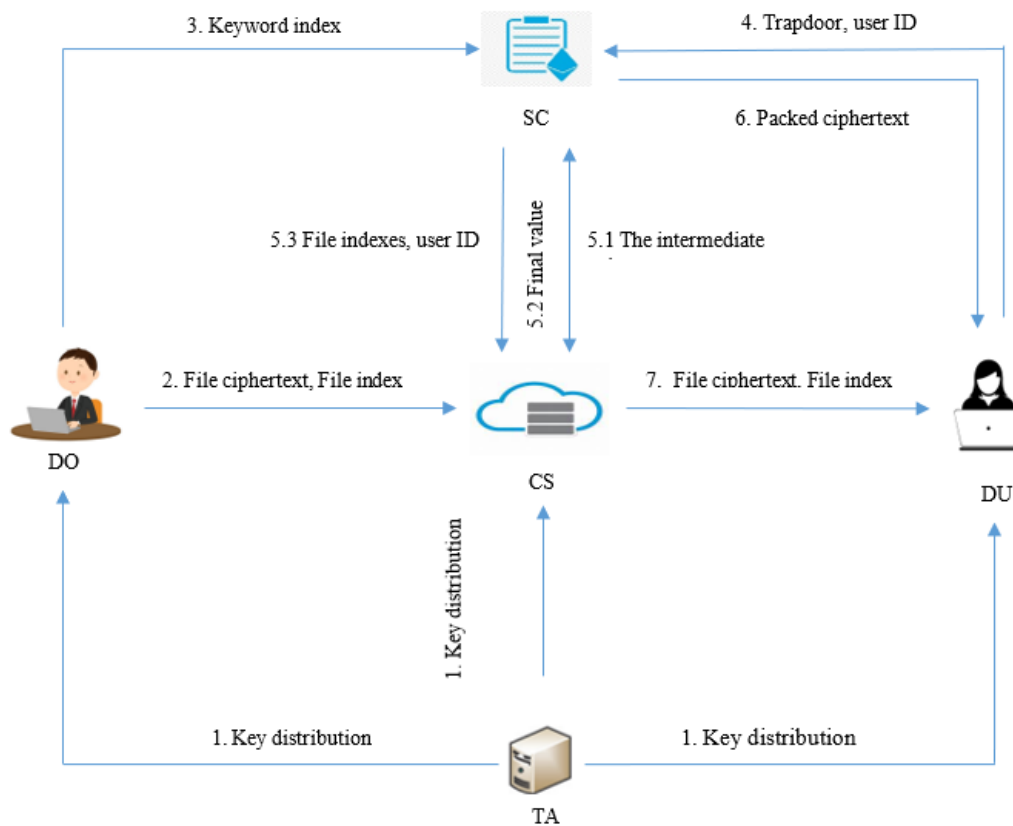 3. Keyword index
4. Trapdoor, user ID
SC
6. Packed ciphertext
5.3 File indexes, user ID
5.2 Final value
5.1 The intermediate
2. File ciphertext, File index
7. File ciphertext, File index
DO
CS
DU
1. Key distribution
1. Key distribution
1. Key distribution
TA